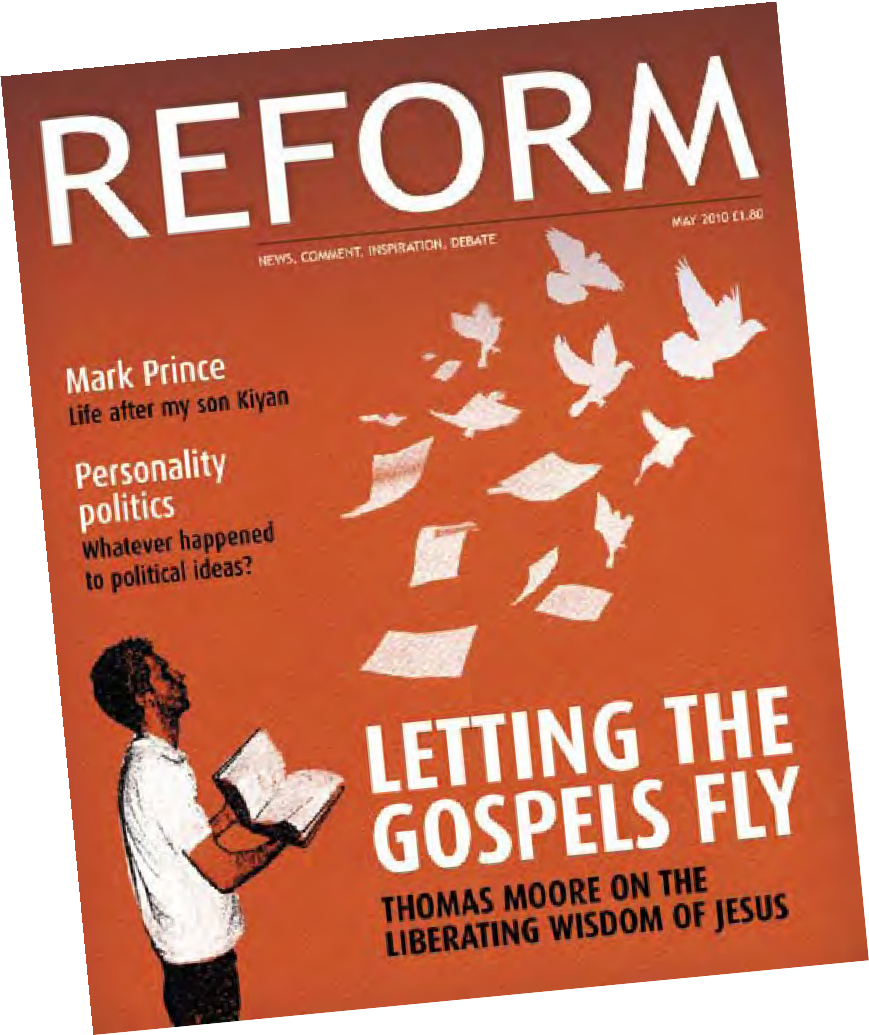 REFORM
NEWS, COMMENT, INSPIRATION, DEBATE
MAY 2010 £1.80
Mark Prince
Life after my son Kiyan
Personality
politics
Whatever happened
to political ideas?
LETTING THE
GOSPELS FLY
THOMAS MOORE ON THE
LIBERATING WISDOM OF JESUS